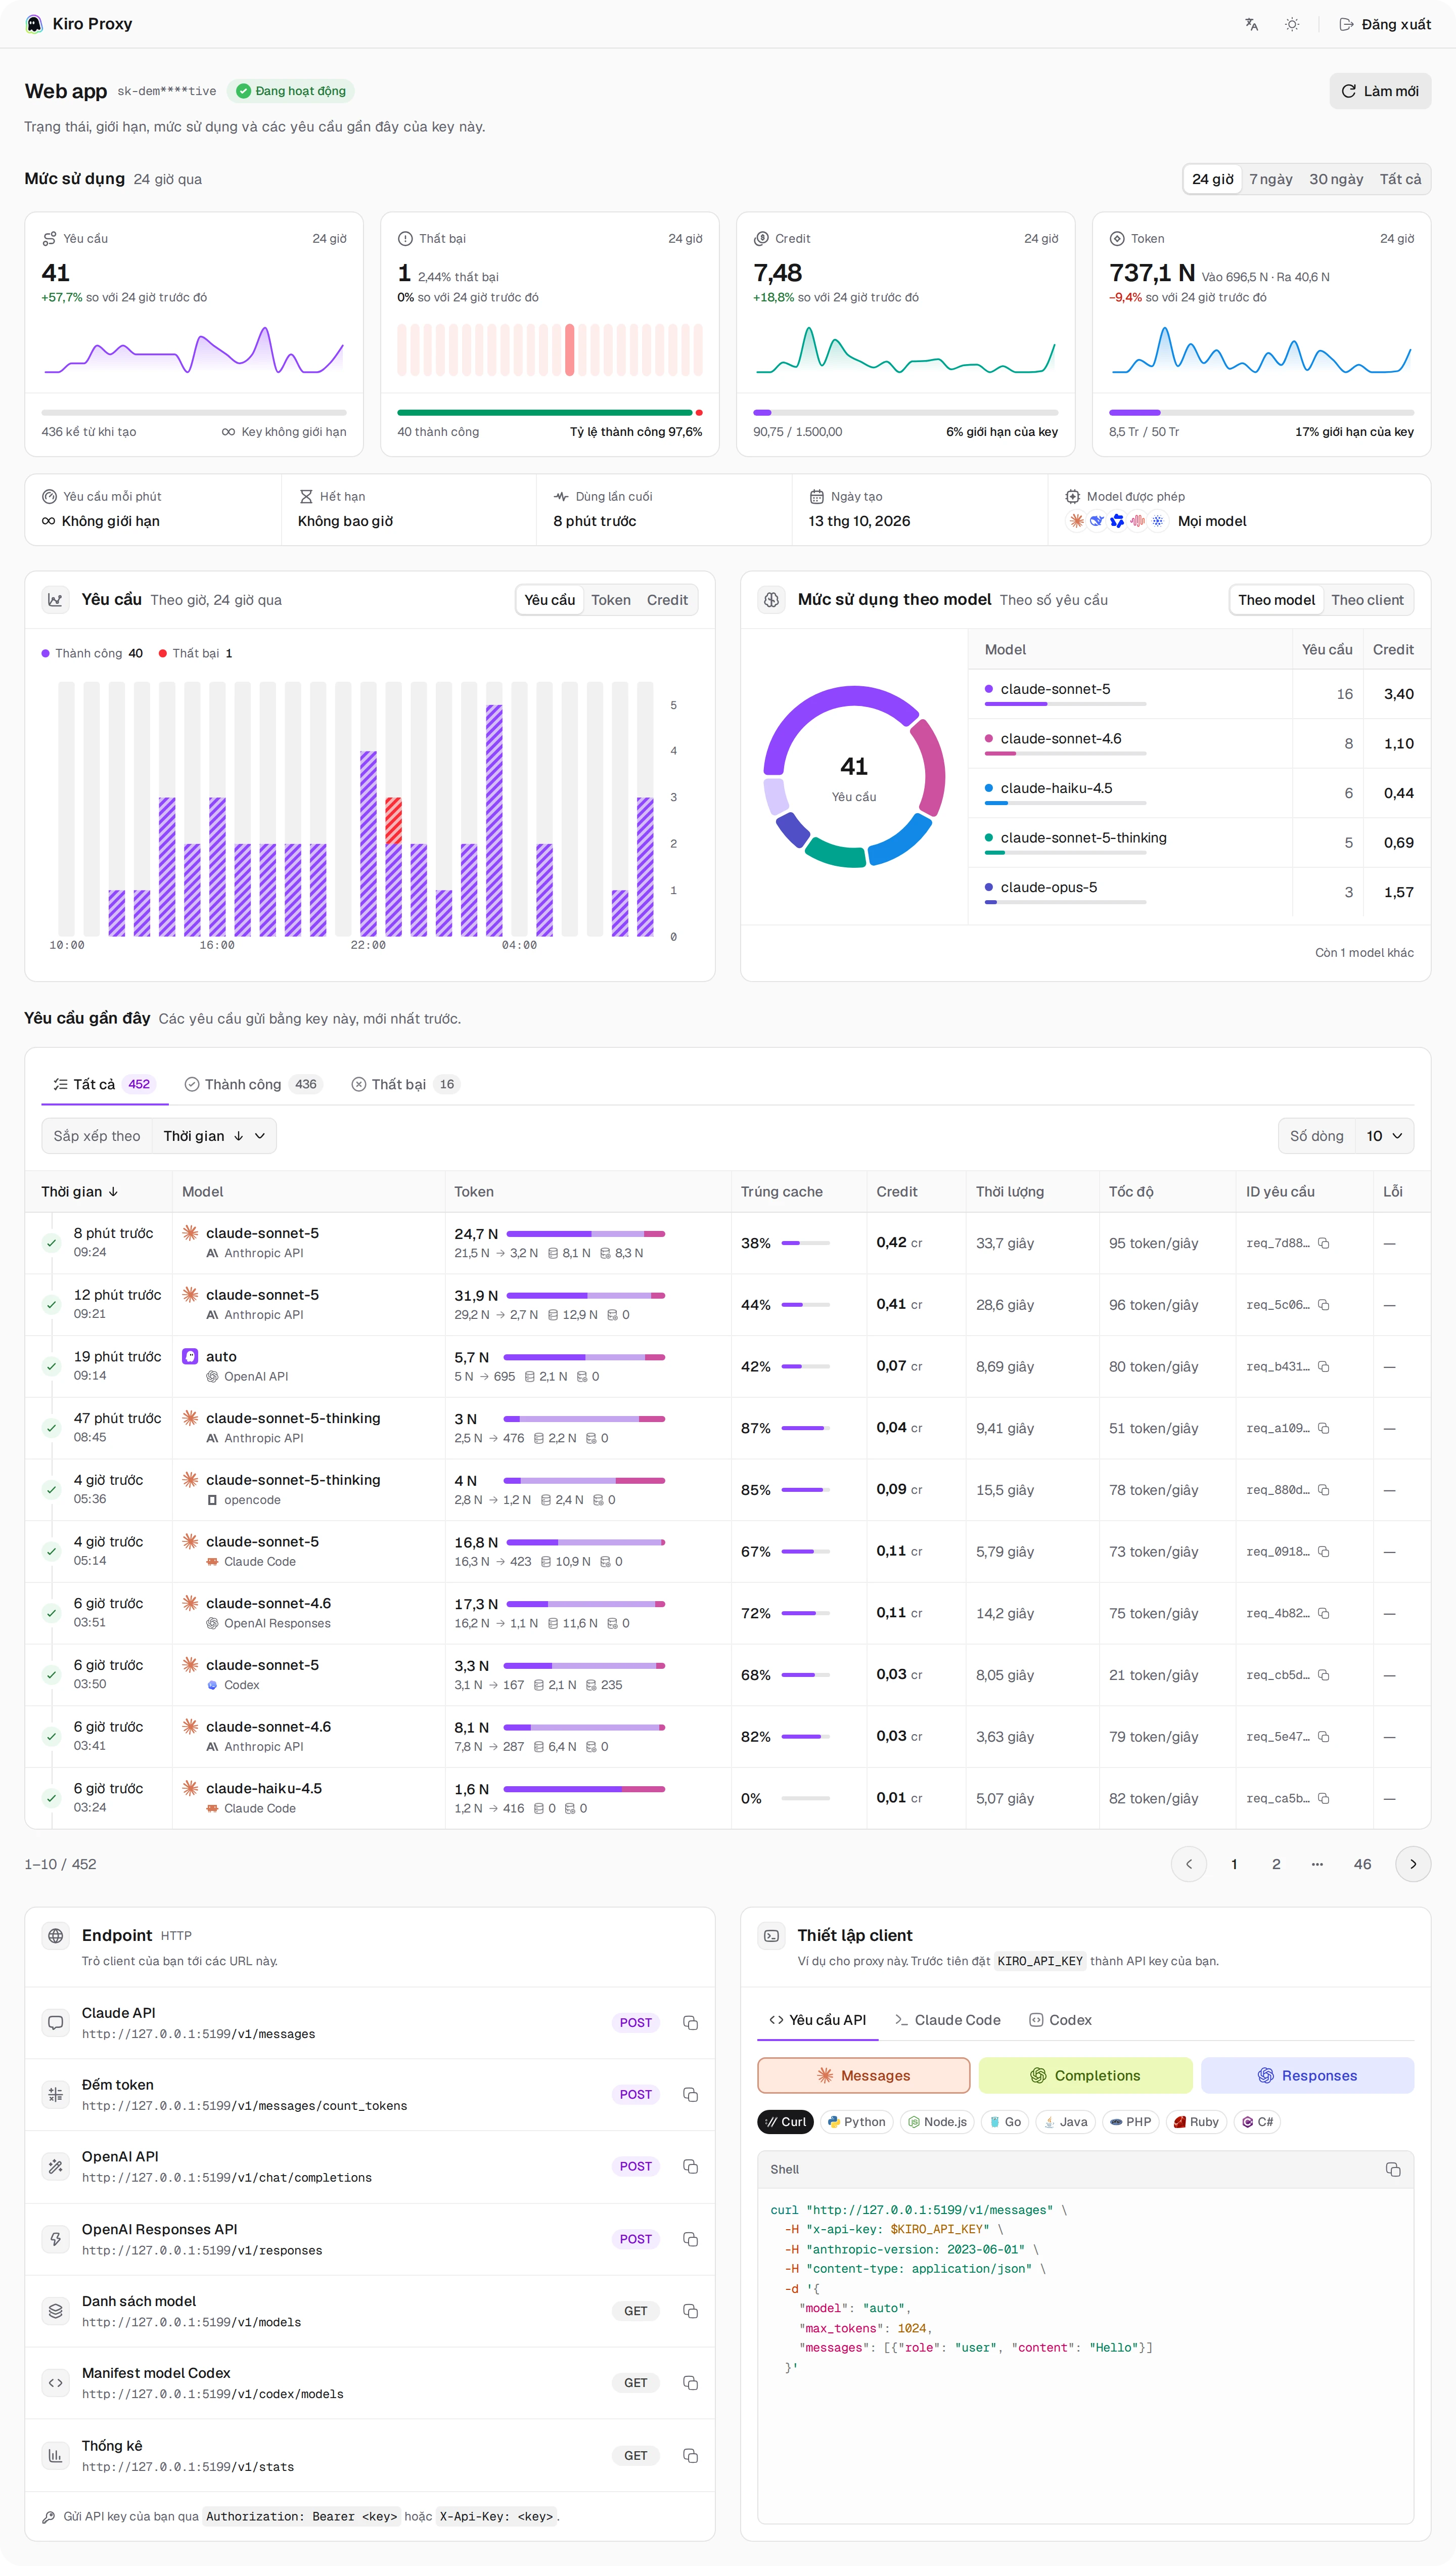 Kiro Proxy
Đăng xuất
Web app sk-dem****tive Đang hoạt động
Làm mới
Trạng thái, giới hạn, mức sử dụng và các yêu cầu gần đây của key này.
Mức sử dụng 24 giờ qua
24 giờ 7 ngày 30 ngày Tất cả
Yêu cầu 24 giờ
41
+57,7% so với 24 giờ trước đó
436 kể từ khi tạo Key không giới hạn
Thất bại 24 giờ
1 2,44% thất bại
0% so với 24 giờ trước đó
40 thành công Tỷ lệ thành công 97,6%
Credit 24 giờ
7,48
+18,8% so với 24 giờ trước đó
90,75 / 1.500,00 6% giới hạn của key
Token 24 giờ
737,1 N Vào 696,5 N · Ra 40,6 N
−9,4% so với 24 giờ trước đó
8,5 Tr / 50 Tr 17% giới hạn của key
Yêu cầu mỗi phút
Không giới hạn
Hết hạn
Không bao giờ
Dùng lần cuối
8 phút trước
Ngày tạo
13 thg 10, 2026
Model được phép
Mọi model
Yêu cầu Theo giờ, 24 giờ qua
Yêu cầu Token Credit
Thành công 40 Thất bại 1
5
4
3
2
1
0
10:00 16:00 22:00 04:00
Mức sử dụng theo model Theo số yêu cầu
Theo model Theo client
41
Yêu cầu
Model Yêu cầu Credit
claude-sonnet-5 16 3,40
claude-sonnet-4.6 8 1,10
claude-haiku-4.5 6 0,44
claude-sonnet-5-thinking 5 0,69
claude-opus-5 3 1,57
Còn 1 model khác
Yêu cầu gần đây Các yêu cầu gửi bằng key này, mới nhất trước.
Tất cả 452 Thành công 436 Thất bại 16
Sắp xếp theo Thời gian ↓
Số dòng 10
Thời gian ↓ Model Token Trúng cache Credit Thời lượng Tốc độ ID yêu cầu Lỗi
8 phút trước claude-sonnet-5 24,7 N 38% 0,42 cr 33,7 giây 95 token/giây req_7d88… —
09:24 Anthropic API 21,5 N → 3,2 N 8,1 N 8,3 N
12 phút trước claude-sonnet-5 31,9 N 44% 0,41 cr 28,6 giây 96 token/giây req_5c06… —
09:21 Anthropic API 29,2 N → 2,7 N 12,9 N 0
19 phút trước auto 5,7 N 42% 0,07 cr 8,69 giây 80 token/giây req_b431… —
09:14 OpenAI API 5 N → 695 2,1 N 0
47 phút trước claude-sonnet-5-thinking 3 N 87% 0,04 cr 9,41 giây 51 token/giây req_a109… —
08:45 Anthropic API 2,5 N → 476 2,2 N 0
4 giờ trước claude-sonnet-5-thinking 4 N 85% 0,09 cr 15,5 giây 78 token/giây req_880d… —
05:36 opencode 2,8 N → 1,2 N 2,4 N 0
4 giờ trước claude-sonnet-5 16,8 N 67% 0,11 cr 5,79 giây 73 token/giây req_0918… —
05:14 Claude Code 16,3 N → 423 10,9 N 0
6 giờ trước claude-sonnet-4.6 17,3 N 72% 0,11 cr 14,2 giây 75 token/giây req_4b82… —
03:51 OpenAI Responses 16,2 N → 1,1 N 11,6 N 0
6 giờ trước claude-sonnet-5 3,3 N 68% 0,03 cr 8,05 giây 21 token/giây req_cb5d… —
03:50 Codex 3,1 N → 167 2,1 N 235
6 giờ trước claude-sonnet-4.6 8,1 N 82% 0,03 cr 3,63 giây 79 token/giây req_5e47… —
03:41 Anthropic API 7,8 N → 287 6,4 N 0
6 giờ trước claude-haiku-4.5 1,6 N 0% 0,01 cr 5,07 giây 82 token/giây req_ca5b… —
03:24 Claude Code 1,2 N → 416 0 0
1–10 / 452
1 2 ··· 46
Endpoint HTTP
Trỏ client của bạn tới các URL này.
Claude API
http://127.0.0.1:5199/v1/messages POST
Đếm token
http://127.0.0.1:5199/v1/messages/count_tokens POST
OpenAI API
http://127.0.0.1:5199/v1/chat/completions POST
OpenAI Responses API
http://127.0.0.1:5199/v1/responses POST
Danh sách model
http://127.0.0.1:5199/v1/models GET
Manifest model Codex
http://127.0.0.1:5199/v1/codex/models GET
Thống kê
http://127.0.0.1:5199/v1/stats GET
Gửi API key của bạn qua Authorization: Bearer <key> hoặc X-Api-Key: <key>.
Thiết lập client
Ví dụ cho proxy này. Trước tiên đặt KIRO_API_KEY thành API key của bạn.
Yêu cầu API Claude Code Codex
Messages Completions Responses
Curl Python Node.js Go Java PHP Ruby C#
Shell
curl "http://127.0.0.1:5199/v1/messages" \
-H "x-api-key: $KIRO_API_KEY" \
-H "anthropic-version: 2023-06-01" \
-H "content-type: application/json" \
-d '{
"model": "auto",
"max_tokens": 1024,
"messages": [{"role": "user", "content": "Hello"}]
}'